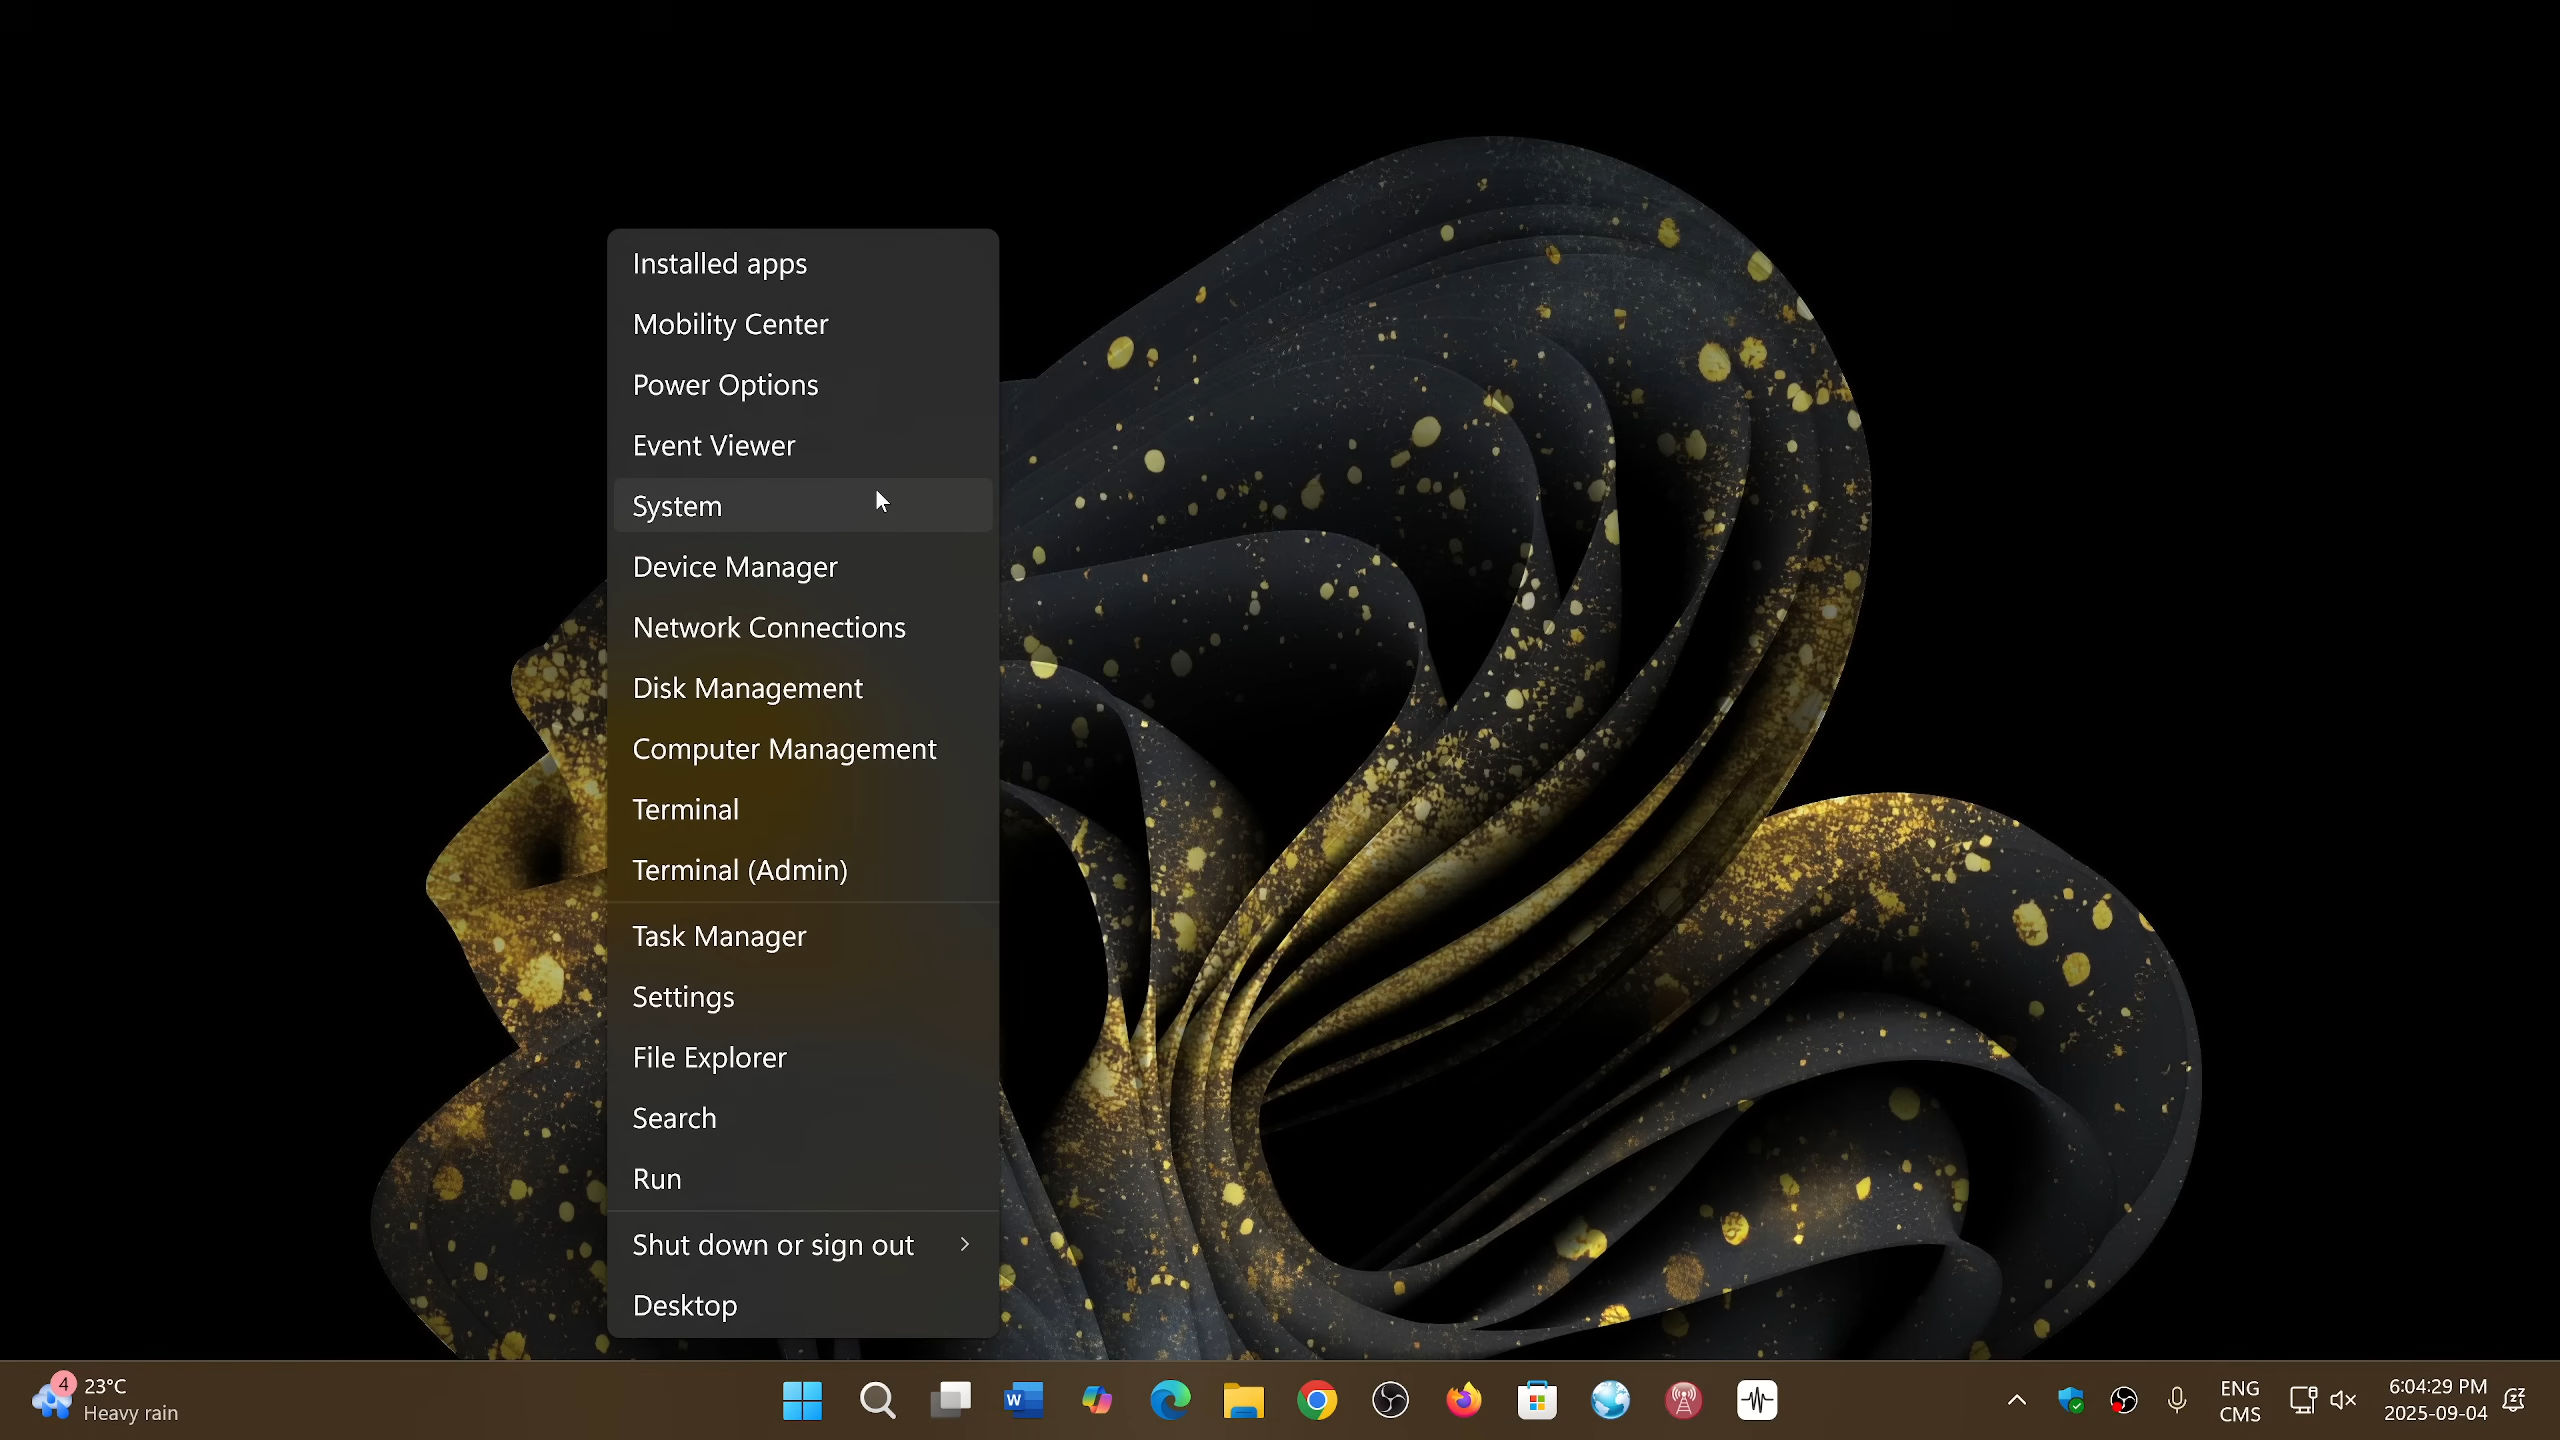 Installed apps
Mobility Center
Power Options
Event Viewer
System
Device Manager
Network Connections
Disk Management
Computer Management
Terminal
Terminal (Admin)
Task Manager
Settings
File Explorer
Search
Run
Shut down or sign out
Desktop
4
23°C
Heavy rain
W
ENG
CMS
6:04:29 PM
2025-09-04